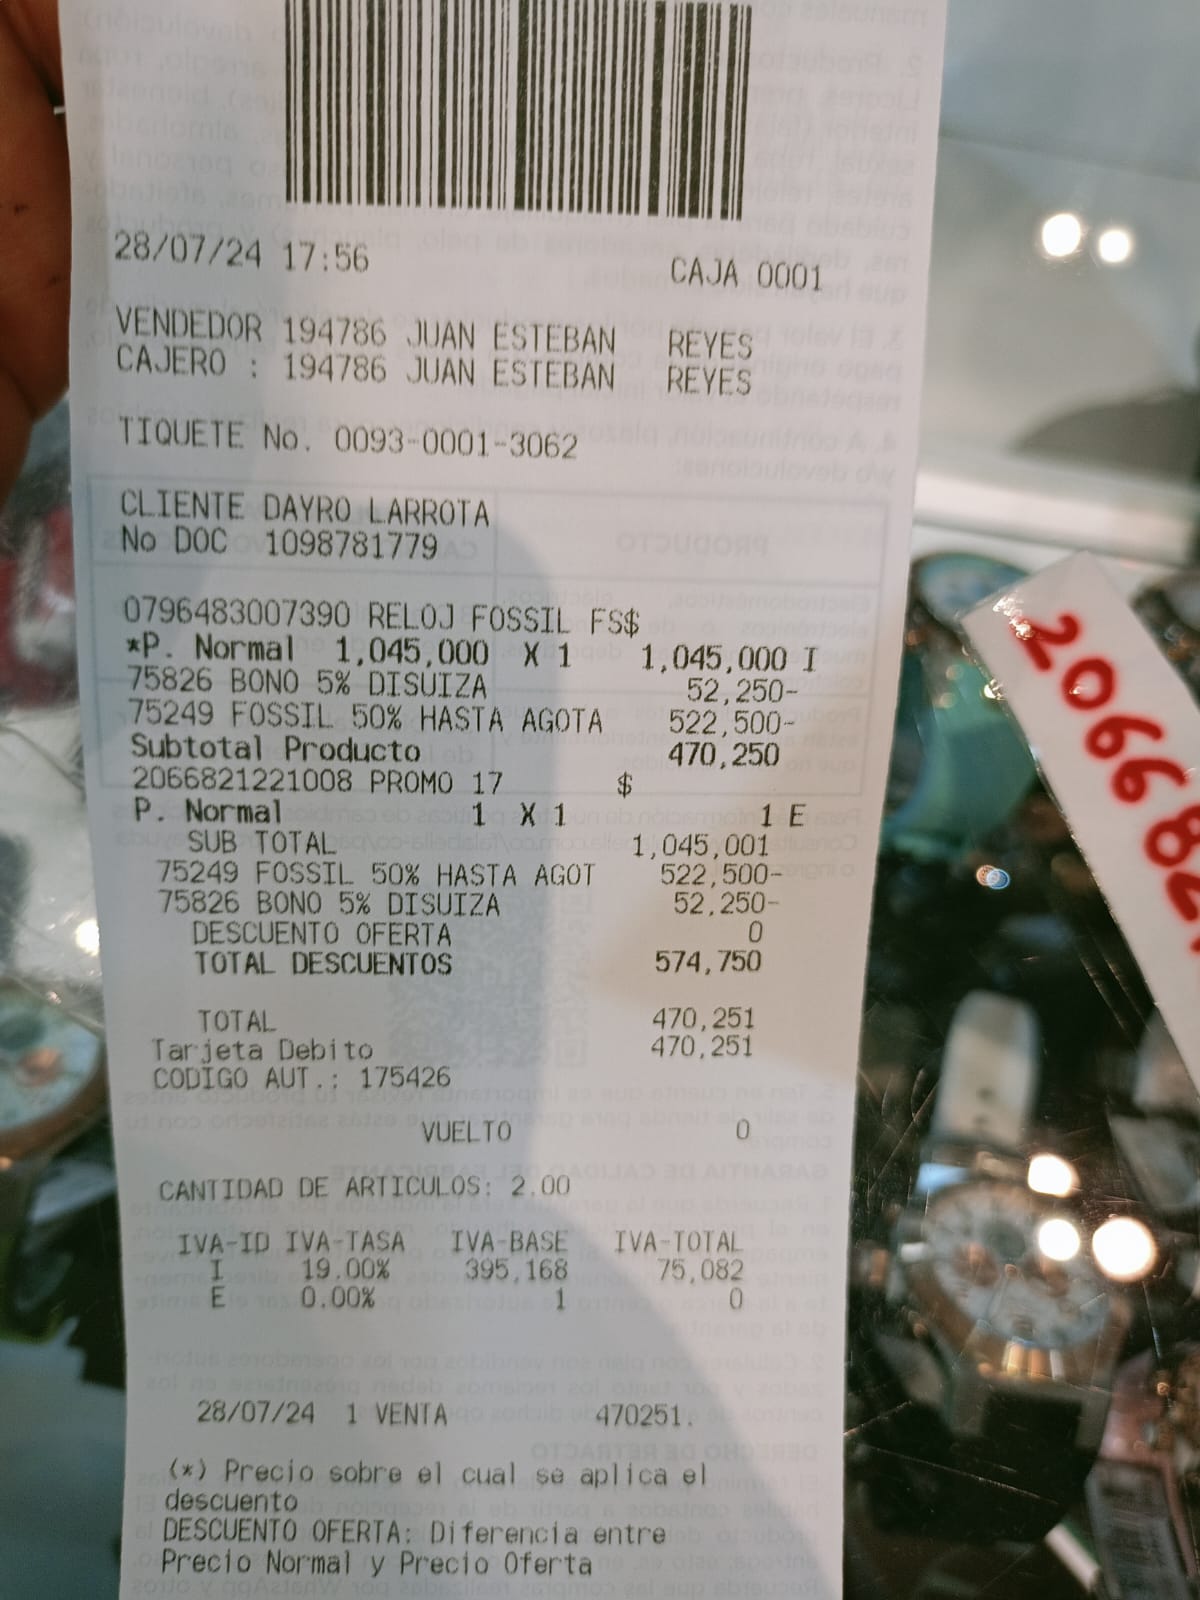 28/07/24 17:56 CAJA 0001
VENDEDOR 194786 JUAN ESTEBAN REYES
CAJERO : 194786 JUAN ESTEBAN REYES
TIQUETE No. 0093-0001-3062
CLIENTE DAYRO LARROTA
No DOC 1098781779
0796483007390 RELOJ FOSSIL FS$
*P. Normal 1,045,000 X 1 1,045,000 I
75826 BONO 5% DISUIZA 52,250-
75249 FOSSIL 50% HASTA AGOTA 522,500-
Subtotal Producto 470,250
2066821221008 PROMO 17 $
P. Normal 1 X 1 1 E
SUB TOTAL 1,045,001
75249 FOSSIL 50% HASTA AGOT 522,500-
75826 BONO 5% DISUIZA 52,250-
DESCUENTO OFERTA 0
TOTAL DESCUENTOS 574,750
TOTAL 470,251
Tarjeta Debito 470,251
CODIGO AUT.: 175426
VUELTO 0
CANTIDAD DE ARTICULOS: 2.00
IVA-ID IVA-TASA IVA-BASE IVA-TOTAL
I 19.00% 395,168 75,082
E 0.00% 1 0
28/07/24 1 VENTA 470251.
(*) Precio sobre el cual se aplica el
descuento
DESCUENTO OFERTA: Diferencia entre
Precio Normal y Precio Oferta
20668